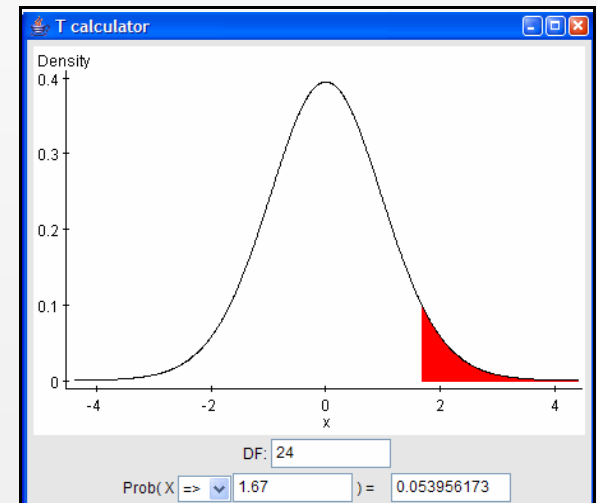 T calculator
Density
0.4
0.3
0.2
0.1
0
-4 -2 0 2 4
x
DF: 24
Prob( X => 1.67 ) = 0.053956173